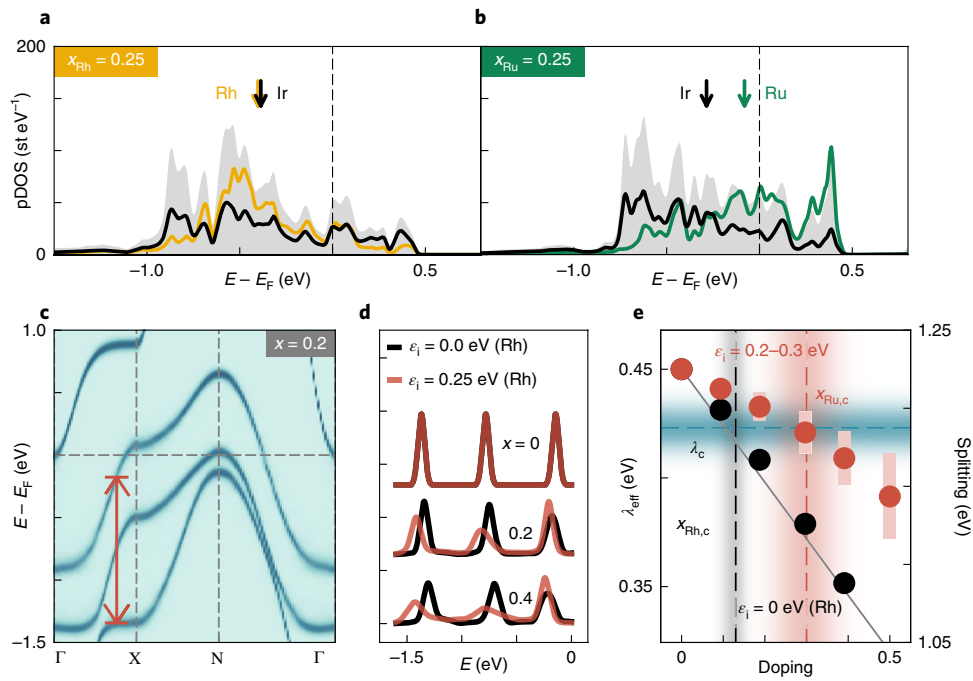 a
b
200
x_Rh = 0.25
x_Ru = 0.25
Rh
Ir
Ir
Ru
100
pDOS (st eV⁻¹)
0
−1.0
0.5
−1.0
0.5
E − E_F (eV)
E − E_F (eV)
c
d
e
1.0
x = 0.2
E − E_F (eV)
−1.5
Γ
X
N
Γ
ε_i = 0.0 eV (Rh)
ε_i = 0.25 eV (Rh)
x = 0
0.2
0.4
−1.5
0
E (eV)
1.25
ε_i = 0.2–0.3 eV
0.45
x_Ru,c
λ_c
λ_eff (eV)
Splitting (eV)
x_Rh,c
0.35
ε_i = 0 eV (Rh)
1.05
0
0.5
Doping